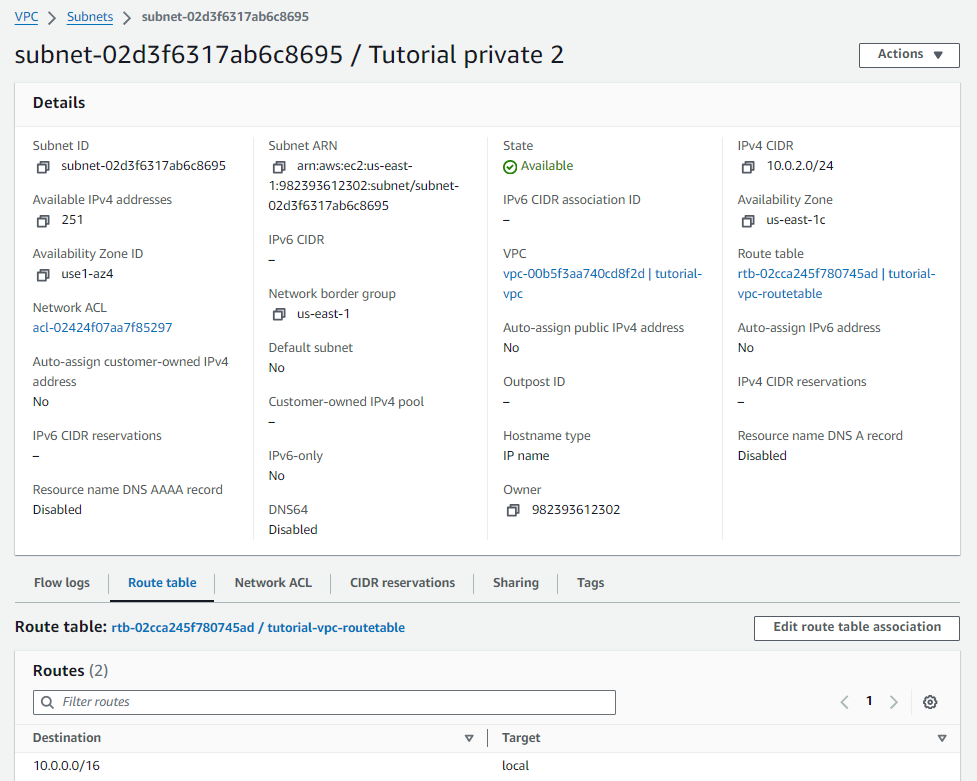 VPC > Subnets > subnet-02d3f6317ab6c8695
subnet-02d3f6317ab6c8695 / Tutorial private 2
Actions
Details
Subnet ID
subnet-02d3f6317ab6c8695
Available IPv4 addresses
251
Availability Zone ID
use1-az4
Network ACL
acl-02424f07aa7f85297
Auto-assign customer-owned IPv4
address
No
IPv6 CIDR reservations
–
Resource name DNS AAAA record
Disabled
Subnet ARN
arn:aws:ec2:us-east-
1:982393612302:subnet/subnet-
02d3f6317ab6c8695
IPv6 CIDR
–
Network border group
us-east-1
Default subnet
No
Customer-owned IPv4 pool
–
IPv6-only
No
DNS64
Disabled
State
Available
IPv6 CIDR association ID
–
VPC
vpc-00b5f3aa740cd8f2d | tutorial-
vpc
Auto-assign public IPv4 address
No
Outpost ID
–
Hostname type
IP name
Owner
982393612302
IPv4 CIDR
10.0.2.0/24
Availability Zone
us-east-1c
Route table
rtb-02cca245f780745ad | tutorial-
vpc-routetable
Auto-assign IPv6 address
No
IPv4 CIDR reservations
–
Resource name DNS A record
Disabled
Flow logs
Route table
Network ACL
CIDR reservations
Sharing
Tags
Route table: rtb-02cca245f780745ad / tutorial-vpc-routetable
Edit route table association
Routes (2)
Filter routes
1
Destination
Target
10.0.0.0/16
local